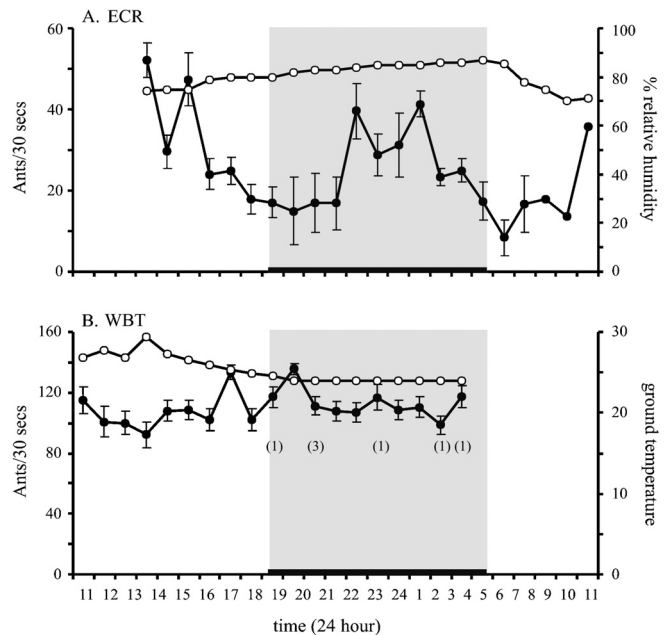 A. ECR
60
40
20
0
Ants/30 secs
100
80
60
40
20
0
% relative humidity
B. WBT
160
120
80
40
0
Ants/30 secs
30
20
10
0
ground temperature
(1) (3) (1) (1) (1)
11 12 13 14 15 16 17 18 19 20 21 22 23 24 1 2 3 4 5 6 7 8 9 10 11
time (24 hour)